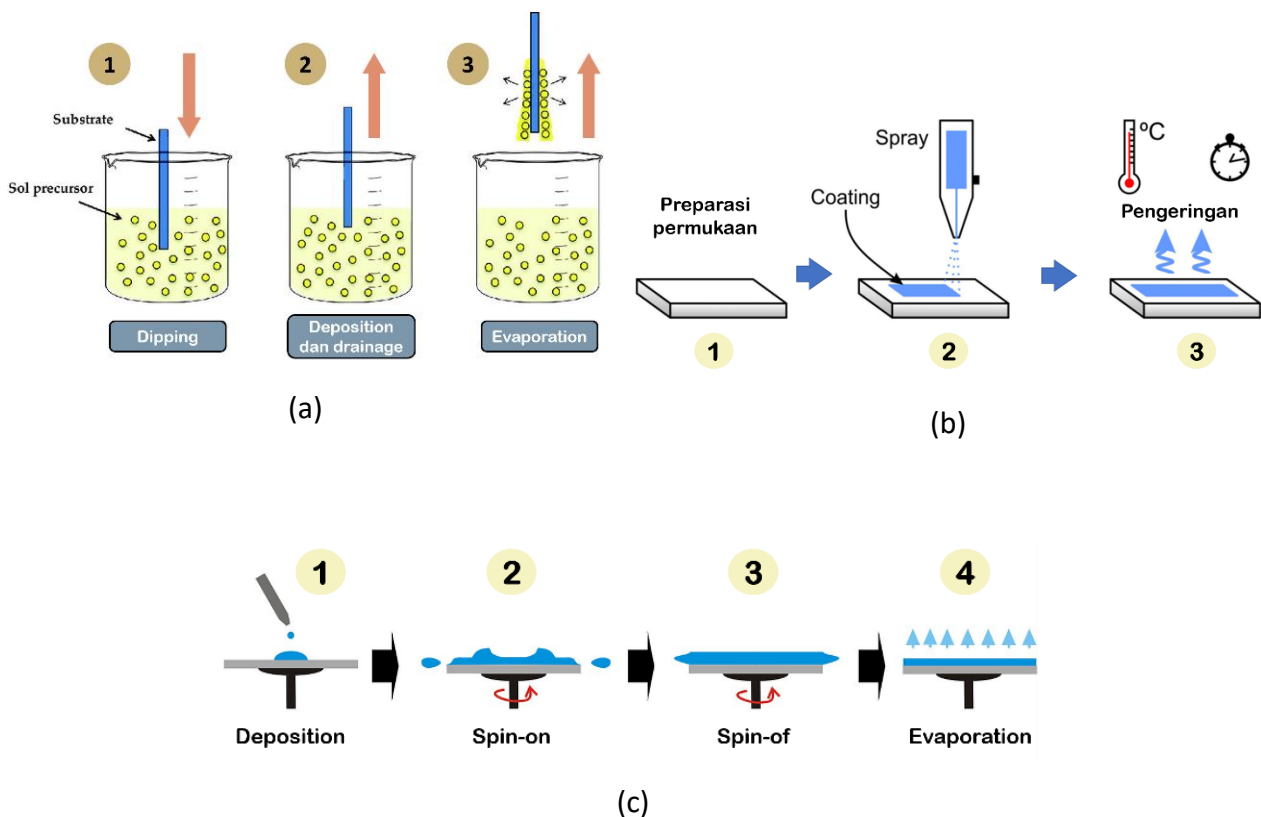 1
2
3
Substrate
Sol precursor
Dipping
Deposition
dan drainage
Evaporation
(a)
Preparasi
permukaan
Spray
Coating
ºC
Pengeringan
1
2
3
(b)
1
2
3
4
Deposition
Spin-on
Spin-of
Evaporation
(c)